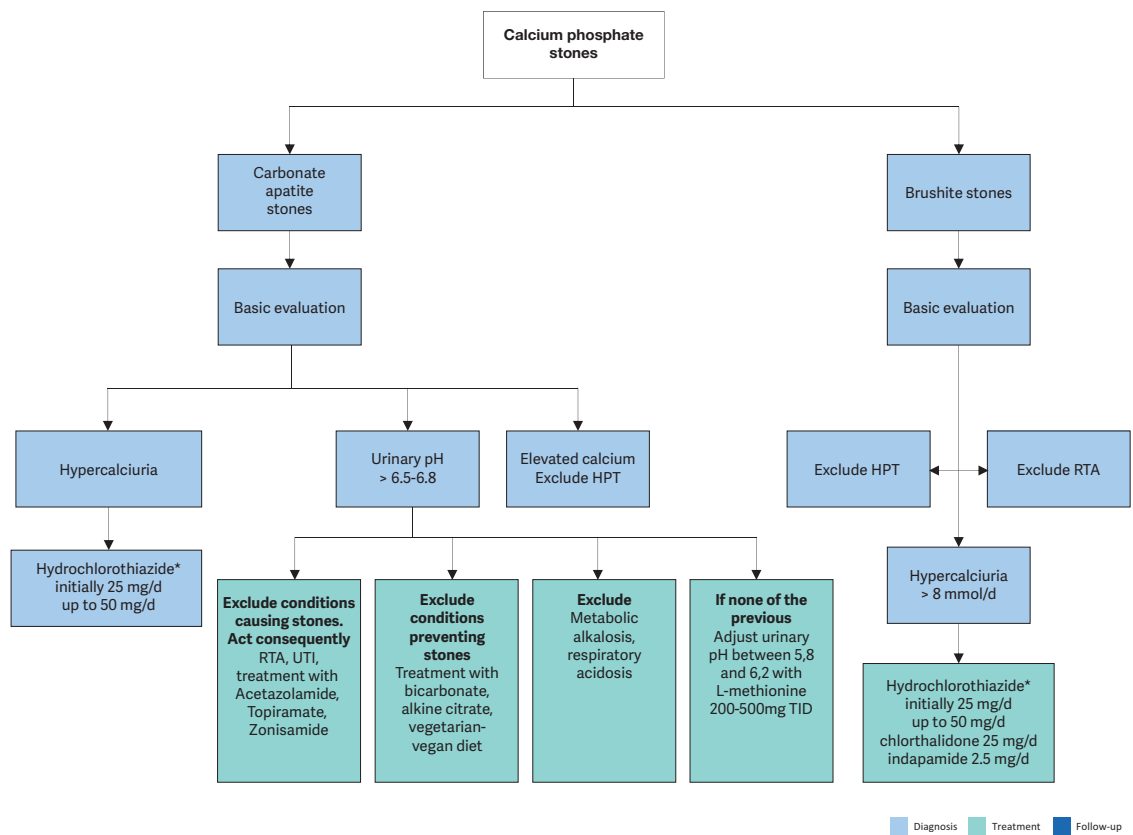 Calcium phosphate
stones
Carbonate
apatite
stones
Brushite stones
Basic evaluation
Basic evaluation
Hypercalciuria
Urinary pH
> 6.5-6.8
Elevated calcium
Exclude HPT
Exclude HPT
Exclude RTA
Hydrochlorothiazide*
initially 25 mg/d
up to 50 mg/d
Exclude conditions
causing stones.
Act consequently
RTA, UTI,
treatment with
Acetazolamide,
Topiramate,
Zonisamide
Exclude
conditions
preventing
stones
Treatment with
bicarbonate,
alkine citrate,
vegetarian-
vegan diet
Exclude
Metabolic
alkalosis,
respiratory
acidosis
If none of the
previous
Adjust urinary
pH between 5,8
and 6,2 with
L-methionine
200-500mg TID
Hypercalciuria
> 8 mmol/d
Hydrochlorothiazide*
initially 25 mg/d
up to 50 mg/d
chlorthalidone 25 mg/d
indapamide 2.5 mg/d
Diagnosis Treatment Follow-up